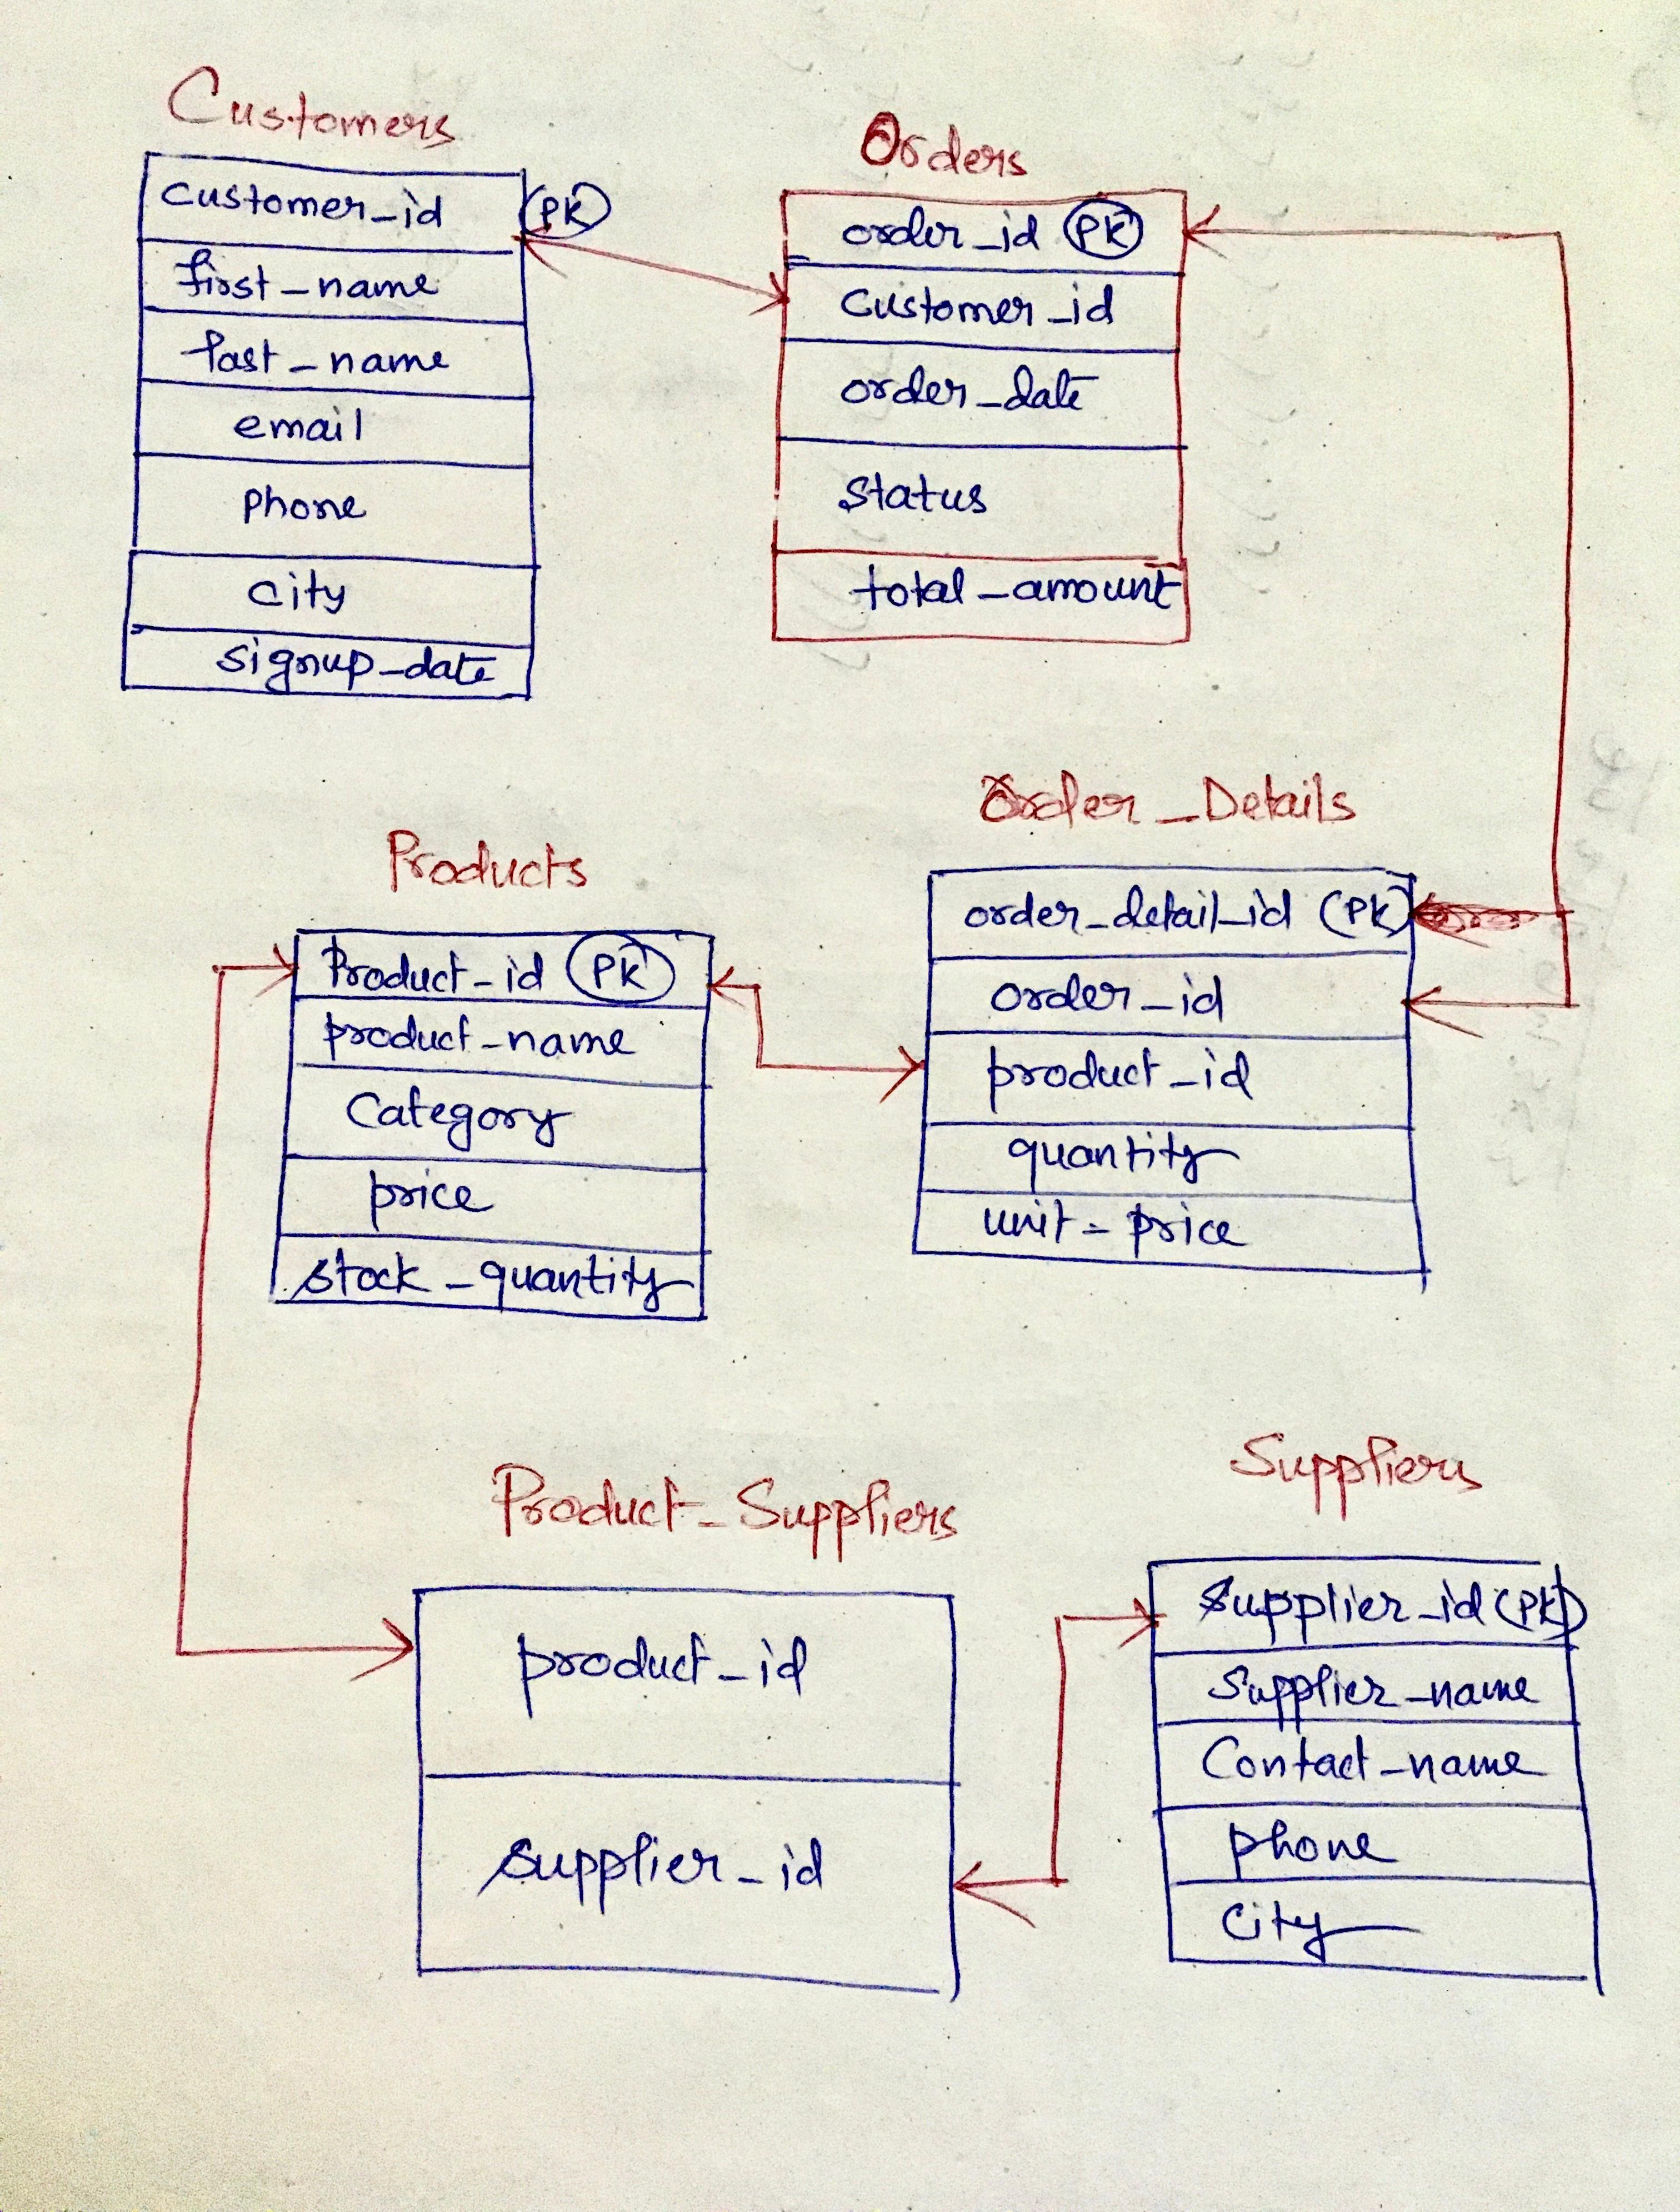 Customers
customer_id (PK)
first_name
last_name
email
phone
city
signup_date
Orders
order_id (PK)
customer_id
order_date
status
total_amount
Products
Product_id (PK)
product_name
Category
price
stock_quantity
Order_Details
order_detail_id (PK)
order_id
product_id
quantity
unit_price
Product_Suppliers
product_id
supplier_id
Suppliers
supplier_id (PK)
supplier_name
Contact_name
phone
City